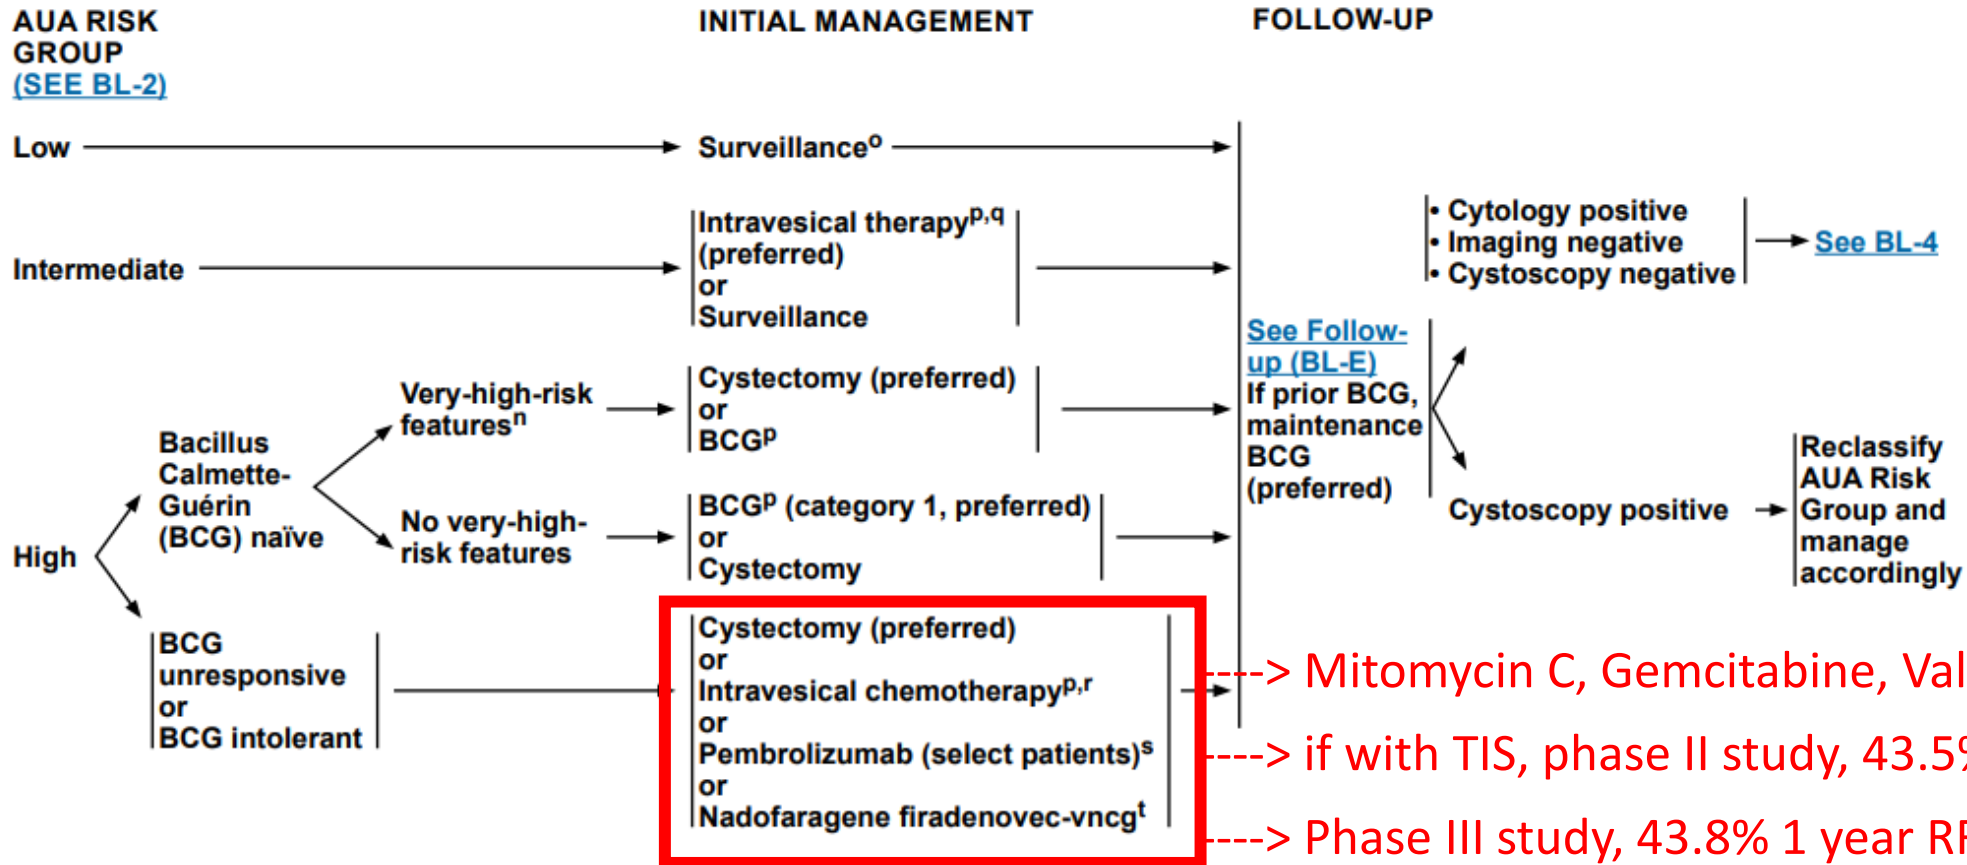 AUA RISK
GROUP
(SEE BL-2)
INITIAL MANAGEMENT
FOLLOW-UP
Low
Surveillanceᵒ
Intermediate
Intravesical therapyᵖ,q
(preferred)
or
Surveillance
• Cytology positive
• Imaging negative
• Cystoscopy negative
See BL-4
High
Bacillus
Calmette-
Guérin
(BCG) naïve
Very-high-risk
featuresⁿ
Cystectomy (preferred)
or
BCGᵖ
No very-high-
risk features
BCGᵖ (category 1, preferred)
or
Cystectomy
See Follow-
up (BL-E)
If prior BCG,
maintenance
BCG
(preferred)
Cystoscopy positive
Reclassify
AUA Risk
Group and
manage
accordingly
BCG
unresponsive
or
BCG intolerant
Cystectomy (preferred)
or
Intravesical chemotherapyᵖ,ʳ
or
Pembrolizumab (select patients)ˢ
or
Nadofaragene firadenovec-vncgᵗ
----> Mitomycin C, Gemcitabine, Val
----> if with TIS, phase II study, 43.5%
----> Phase III study, 43.8% 1 year